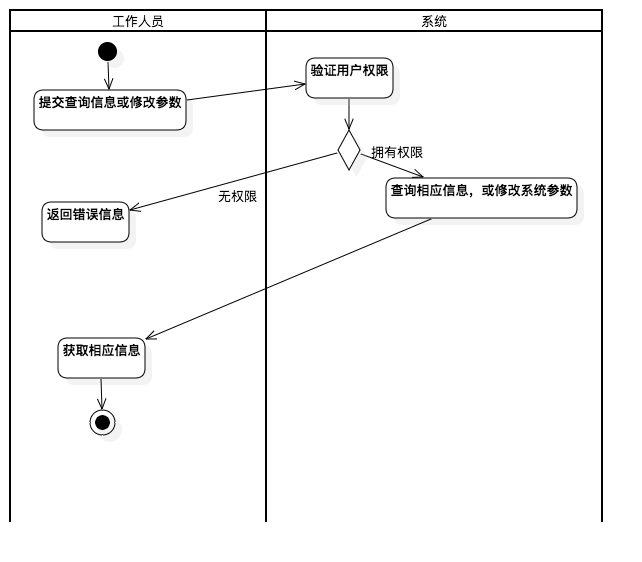 工作人员
系统
验证用户权限
提交查询信息或修改参数
拥有权限
查询相应信息，或修改系统参数
无权限
返回错误信息
获取相应信息